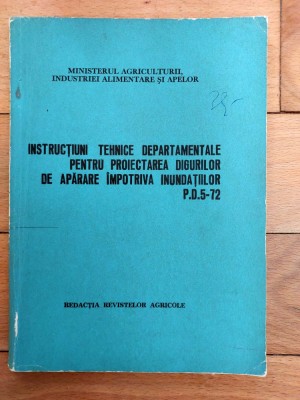 MINISTERUL AGRICULTURII,
INDUSTRIEI ALIMENTARE ȘI APELOR
INSTRUCȚIUNI TEHNICE DEPARTAMENTALE
PENTRU PROIECTAREA DIGURILOR
DE APĂRARE ÎMPOTRIVA INUNDAȚIILOR
P.D.5-72
REDACȚIA REVISTELOR AGRICOLE